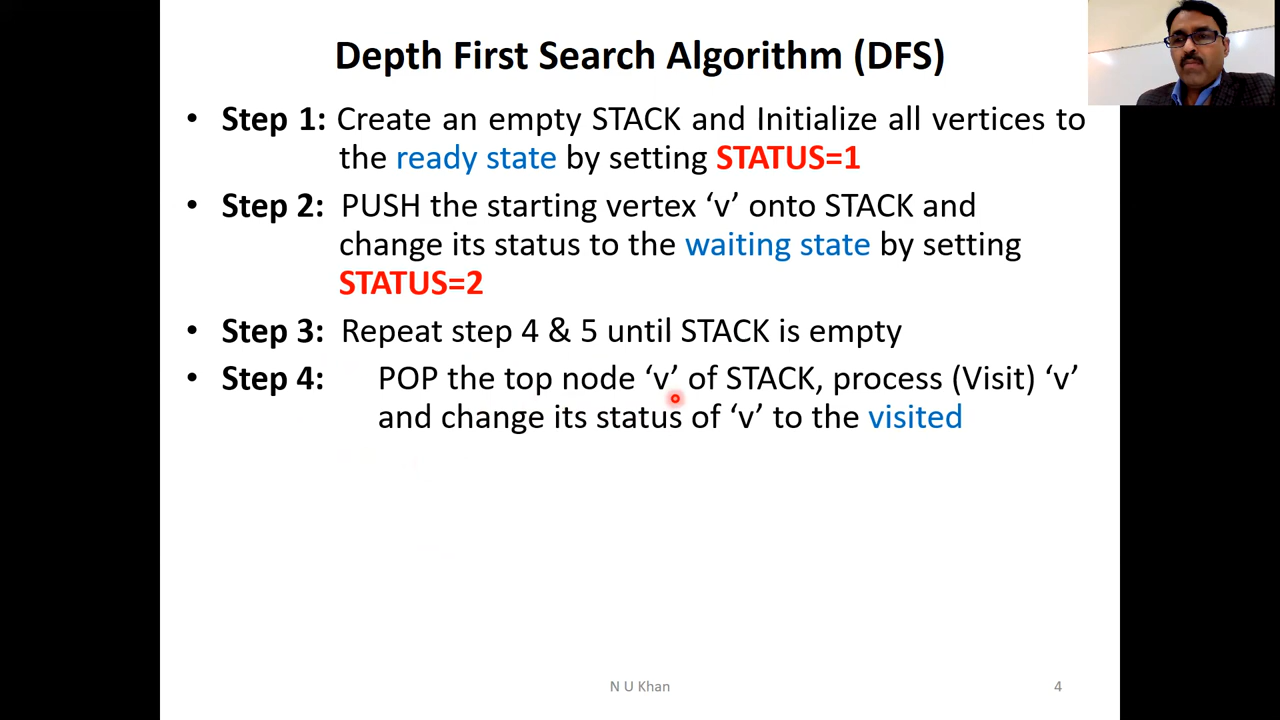 Depth First Search Algorithm (DFS)
• Step 1: Create an empty STACK and Initialize all vertices to
the ready state by setting STATUS=1
• Step 2: PUSH the starting vertex ‘v’ onto STACK and
change its status to the waiting state by setting
STATUS=2
• Step 3: Repeat step 4 & 5 until STACK is empty
• Step 4: POP the top node ‘v’ of STACK, process (Visit) ‘v’
and change its status of ‘v’ to the visited
N U Khan
4